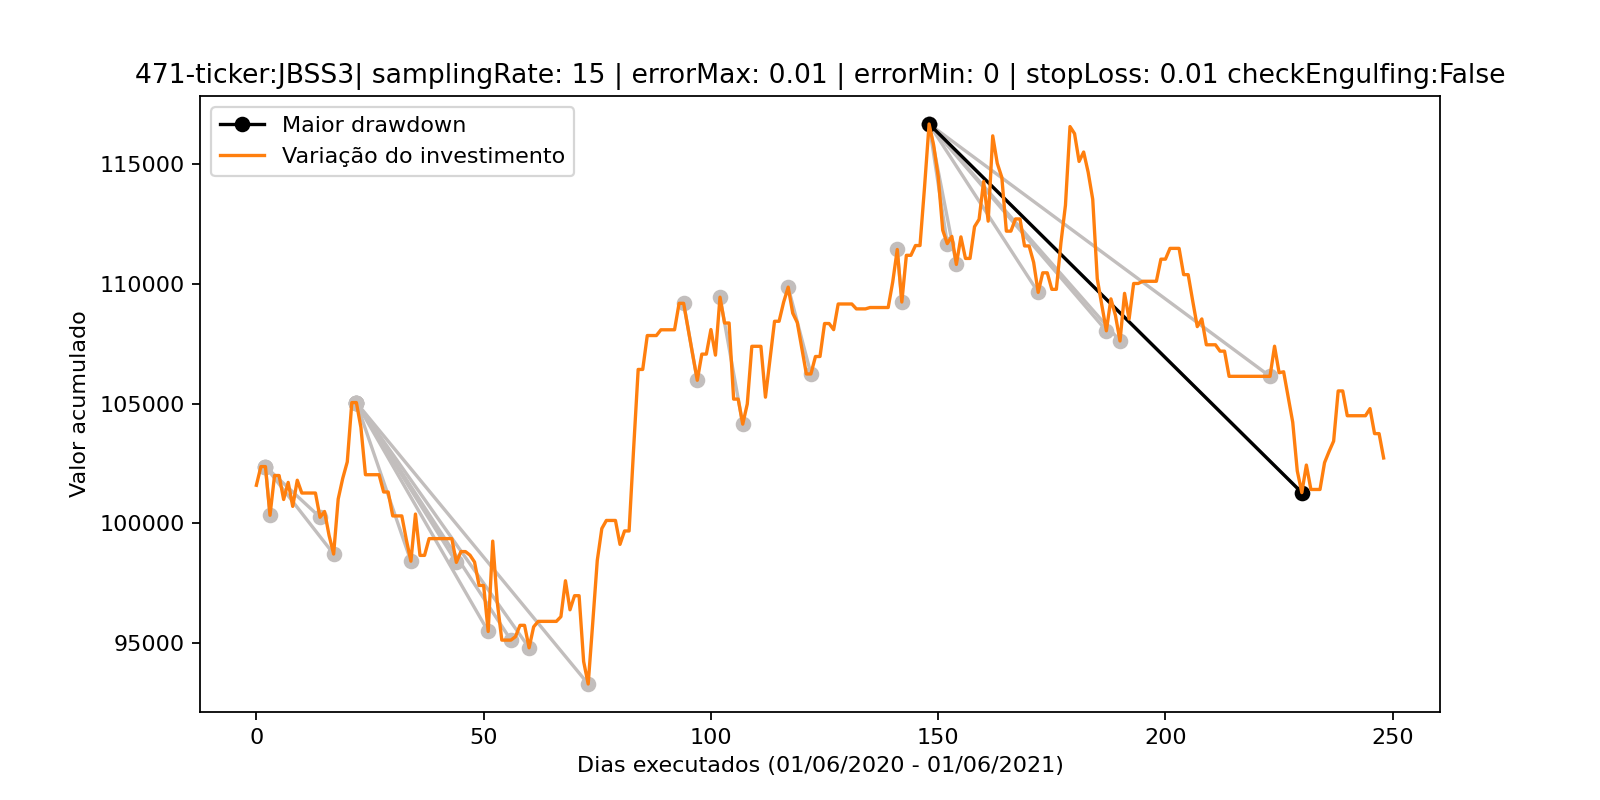 471-ticker:JBSS3| samplingRate: 15 | errorMax: 0.01 | errorMin: 0 | stopLoss: 0.01 checkEngulfing:False
Maior drawdown
Variação do investimento
Valor acumulado
115000
110000
105000
100000
95000
0 50 100 150 200 250
Dias executados (01/06/2020 - 01/06/2021)